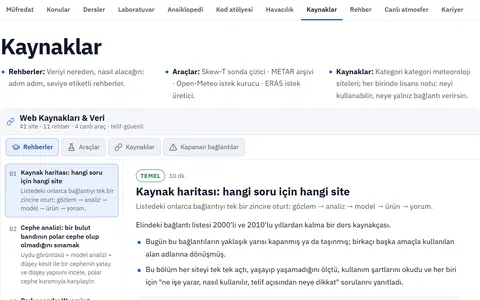 Müfredat Konular Dersler Laboratuvar Ansiklopedi Kod atölyesi Havacılık Kaynaklar Rehber Canlı atmosfer Kariyer
Kaynaklar
Rehberler: Veriyi nereden, nasıl alacağın:
adım adım, seviye etiketli rehberler.
Araçlar: Skew-T sonda çizici · METAR arşivi
· Open-Meteo istek kurucu · ERA5 istek
üretici.
Kaynaklar: Kategori kategori meteoroloji
siteleri; her birinde lisans notu: neyi
kullanabilir, neye yalnız bağlantı verirsin.
Web Kaynakları & Veri
41 site · 11 rehber · 4 canlı araç · telif-güvenli
Rehberler Araçlar Kaynaklar Kapanan bağlantılar
01 Kaynak haritası: hangi soru
için hangi site
Listedeki onlarca bağlantıyı tek bir
zincire oturt: gözlem → analiz →
model → ürün → yorum.
02 Cephe analizi: bir bulut
bandının polar cephe olup
olmadığını sınamak
Uydu görüntüsü + model analizi +
düşey kesit ile bir cephenin yatay
ve düşey yapısını incele, polar
cephe kuramıyla karşılaştır.
TEMEL 10 dk
Kaynak haritası: hangi soru için hangi site
Listedeki onlarca bağlantıyı tek bir zincire oturt: gözlem → analiz → model → ürün → yorum.
Elindeki bağlantı listesi 2000'li ve 2010'lu yıllardan kalma bir ders kaynakçası.
Bugün bu bağlantıların yaklaşık yarısı kapanmış ya da taşınmış; birkaçı başka amaçla kullanılan
alan adlarına dönüşmüş.
Bu bölüm her siteyi tek tek açtı, yaşayıp yaşamadığını ölçtü, kullanım şartlarını okudu ve her biri
için "ne işe yarar, nasıl kullanılır, telif açısından neye dikkat" sorularını yanıtladı.